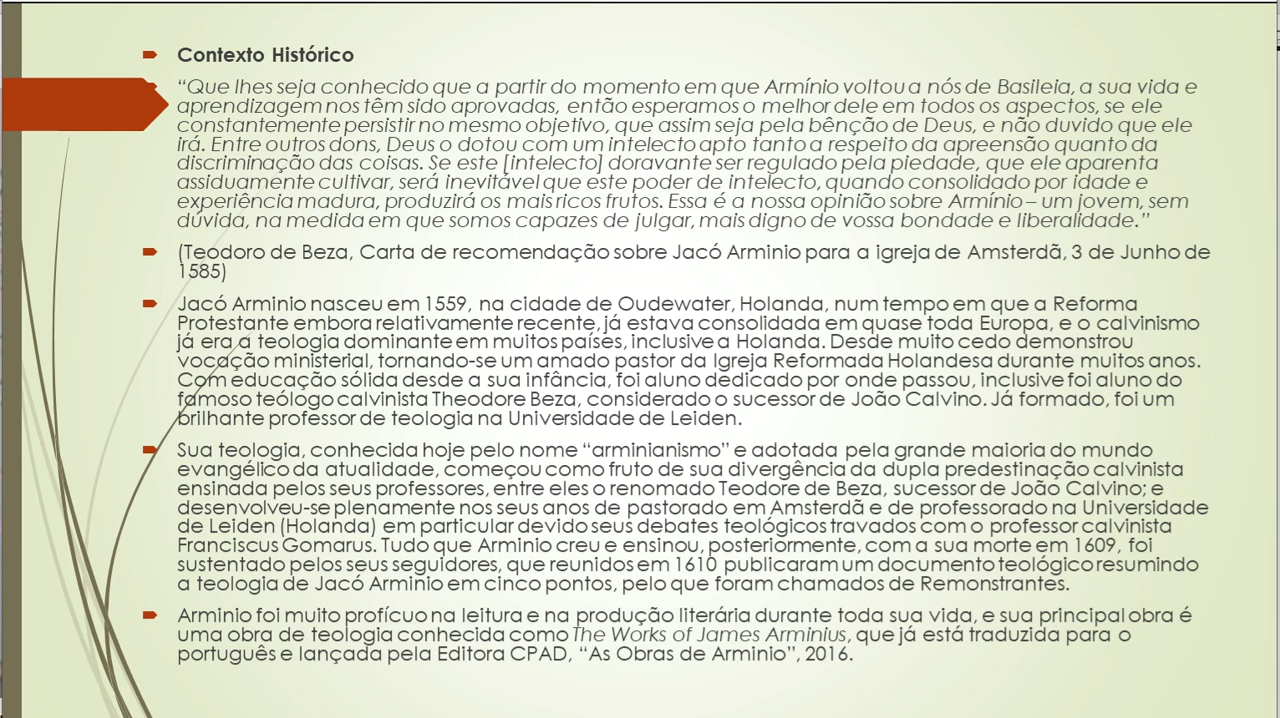 Contexto Histórico
“Que lhes seja conhecido que a partir do momento em que Armínio voltou a nós de Basileia, a sua vida e
aprendizagem nos têm sido aprovadas, então esperamos o melhor dele em todos os aspectos, se ele
constantemente persistir no mesmo objetivo, que assim seja pela bênção de Deus, e não duvido que ele
irá. Entre outros dons, Deus o dotou com um intelecto apto tanto a respeito da apreensão quanto da
discriminação das coisas. Se este [intelecto] doravante ser regulado pela piedade, que ele aparenta
assiduamente cultivar, será inevitável que este poder de intelecto, quando consolidado por idade e
experiência madura, produzirá os mais ricos frutos. Essa é a nossa opinião sobre Armínio – um jovem, sem
dúvida, na medida em que somos capazes de julgar, mais digno de vossa bondade e liberalidade.”
(Teodoro de Beza, Carta de recomendação sobre Jacó Arminio para a igreja de Amsterdã, 3 de Junho de
1585)
Jacó Arminio nasceu em 1559, na cidade de Oudewater, Holanda, num tempo em que a Reforma
Protestante embora relativamente recente, já estava consolidada em quase toda Europa, e o calvinismo
já era a teologia dominante em muitos países, inclusive a Holanda. Desde muito cedo demonstrou
vocação ministerial, tornando-se um amado pastor da Igreja Reformada Holandesa durante muitos anos.
Com educação sólida desde a sua infância, foi aluno dedicado por onde passou, inclusive foi aluno do
famoso teólogo calvinista Theodore Beza, considerado o sucessor de João Calvino. Já formado, foi um
brilhante professor de teologia na Universidade de Leiden.
Sua teologia, conhecida hoje pelo nome “arminianismo” e adotada pela grande maioria do mundo
evangélico da atualidade, começou como fruto de sua divergência da dupla predestinação calvinista
ensinada pelos seus professores, entre eles o renomado Teodore de Beza, sucessor de João Calvino; e
desenvolveu-se plenamente nos seus anos de pastorado em Amsterdã e de professorado na Universidade
de Leiden (Holanda) em particular devido seus debates teológicos travados com o professor calvinista
Franciscus Gomarus. Tudo que Arminio creu e ensinou, posteriormente, com a sua morte em 1609, foi
sustentado pelos seus seguidores, que reunidos em 1610 publicaram um documento teológico resumindo
a teologia de Jacó Arminio em cinco pontos, pelo que foram chamados de Remonstrantes.
Arminio foi muito profícuo na leitura e na produção literária durante toda sua vida, e sua principal obra é
uma obra de teologia conhecida como The Works of James Arminius, que já está traduzida para o
português e lançada pela Editora CPAD, “As Obras de Arminio”, 2016.